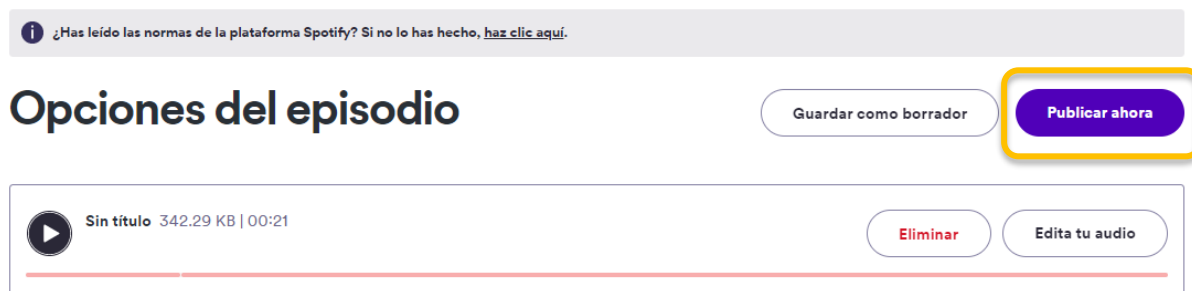 ¿Has leído las normas de la plataforma Spotify? Si no lo has hecho, haz clic aquí.
Opciones del episodio
Guardar como borrador
Publicar ahora
Sin título 342.29 KB | 00:21
Eliminar
Edita tu audio